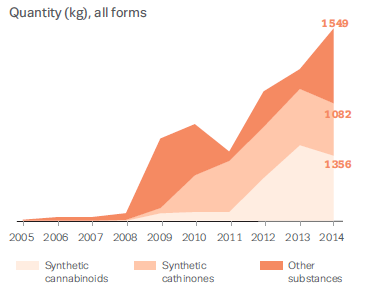 Quantity (kg), all forms
1549
1082
1356
2005 2006 2007 2008 2009 2010 2011 2012 2013 2014
Synthetic cannabinoids
Synthetic cathinones
Other substances